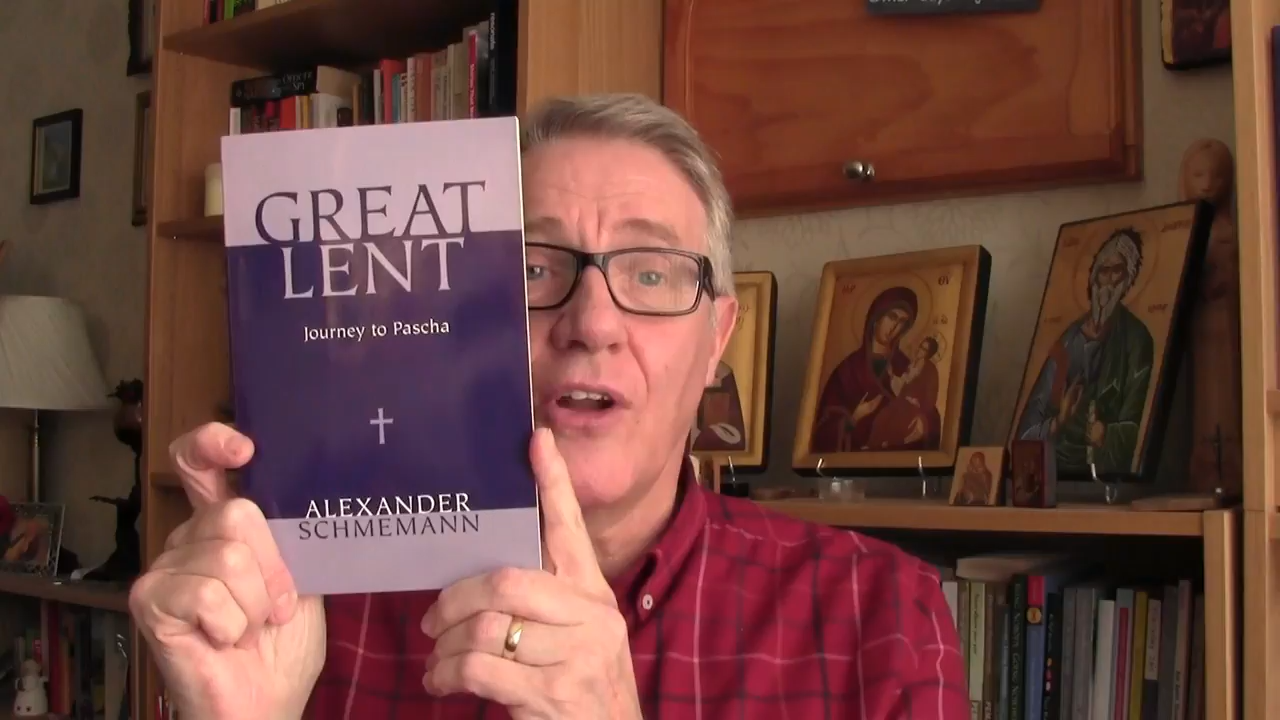 GREAT
LENT
Journey to Pascha
ALEXANDER
SCHMEMANN